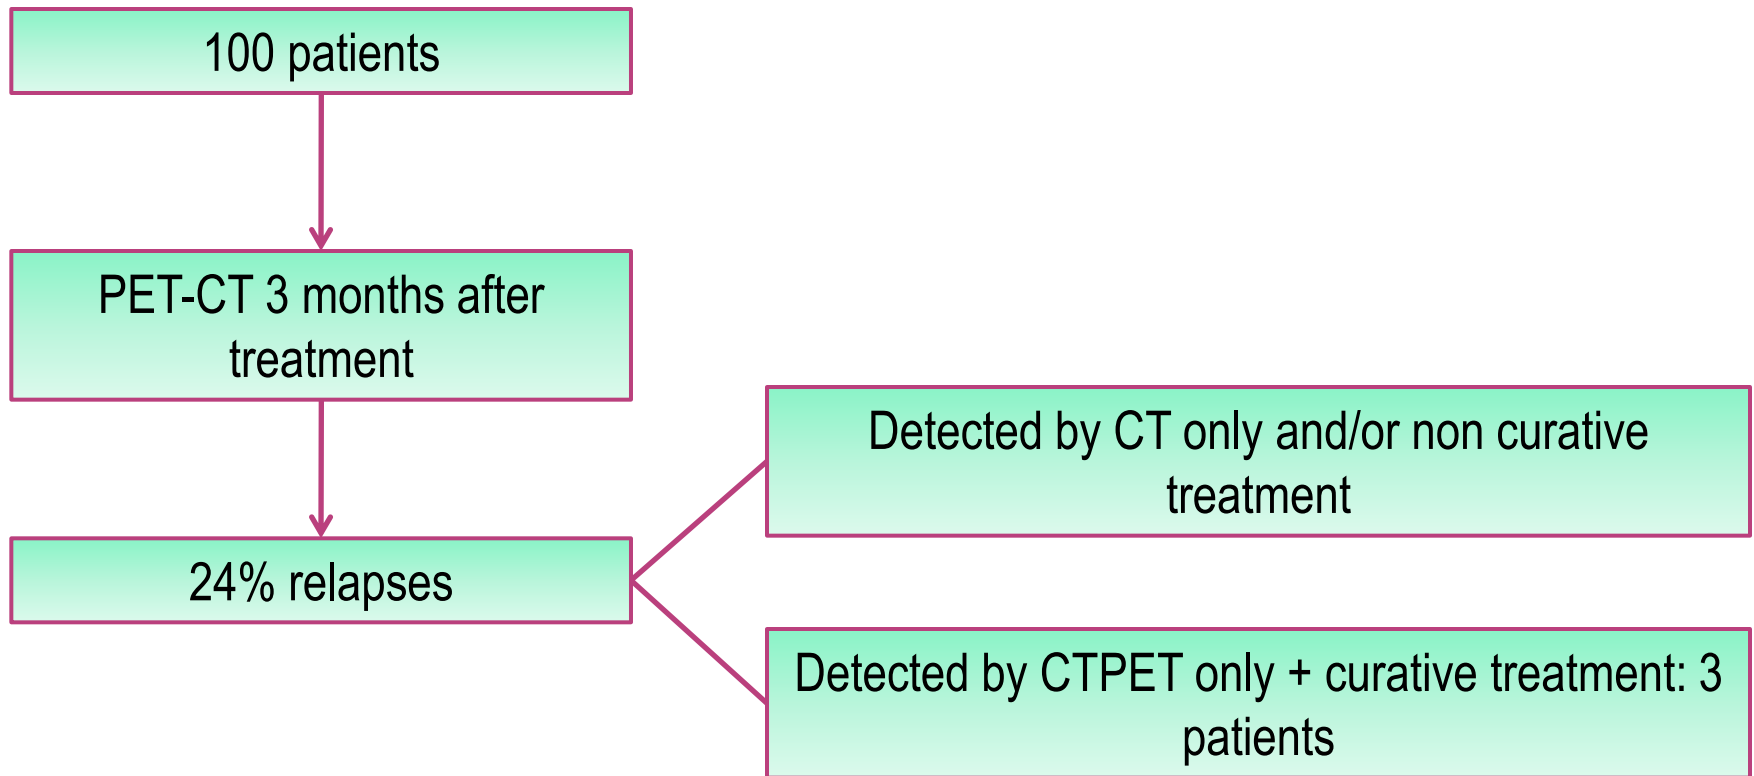 100 patients
PET-CT 3 months after
treatment
24% relapses
Detected by CT only and/or non curative
treatment
Detected by CTPET only + curative treatment: 3
patients